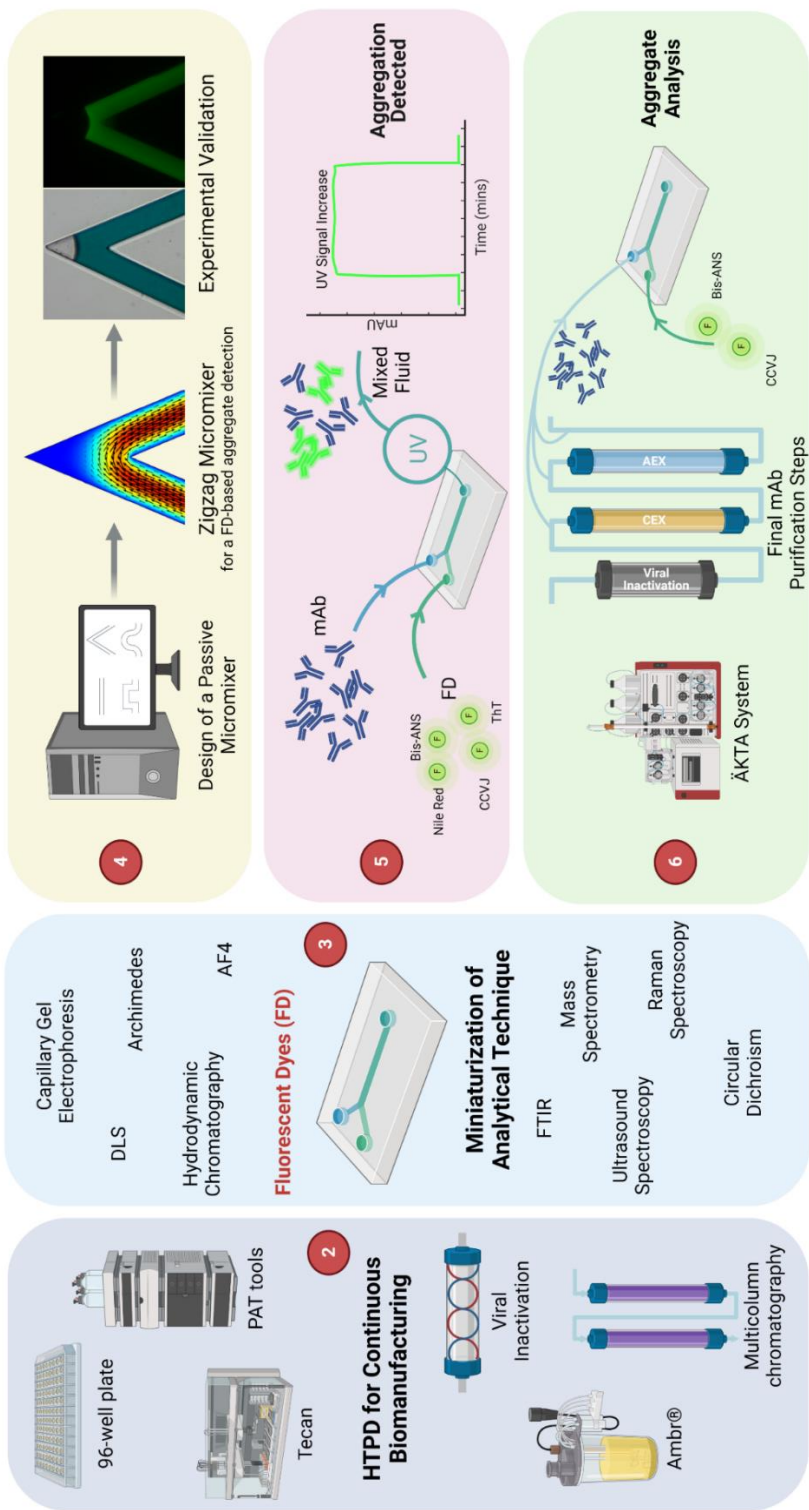 96-well plate
PAT tools
Tecan
2
HTPD for Continuous
Biomanufacturing
Viral
Inactivation
Ambr®
Multicolumn
chromatography
Capillary Gel
Electrophoresis
DLS
Archimedes
Hydrodynamic
Chromatography
AF4
Fluorescent Dyes (FD)
3
Miniaturization of
Analytical Technique
FTIR
Mass
Spectrometry
Ultrasound
Spectroscopy
Raman
Spectroscopy
Circular
Dichroism
4
Design of a Passive
Micromixer
Zigzag Micromixer
for a FD-based aggregate detection
Experimental Validation
5
mAb
Nile Red
Bis-ANS
F
F
F
F
CCVJ
ThT
FD
UV
Mixed
Fluid
mAU
UV Signal Increase
Time (mins)
Aggregation
Detected
6
ÄKTA System
Viral
Inactivation
CEX
AEX
Final mAb
Purification Steps
F
F
CCVJ
Bis-ANS
Aggregate
Analysis